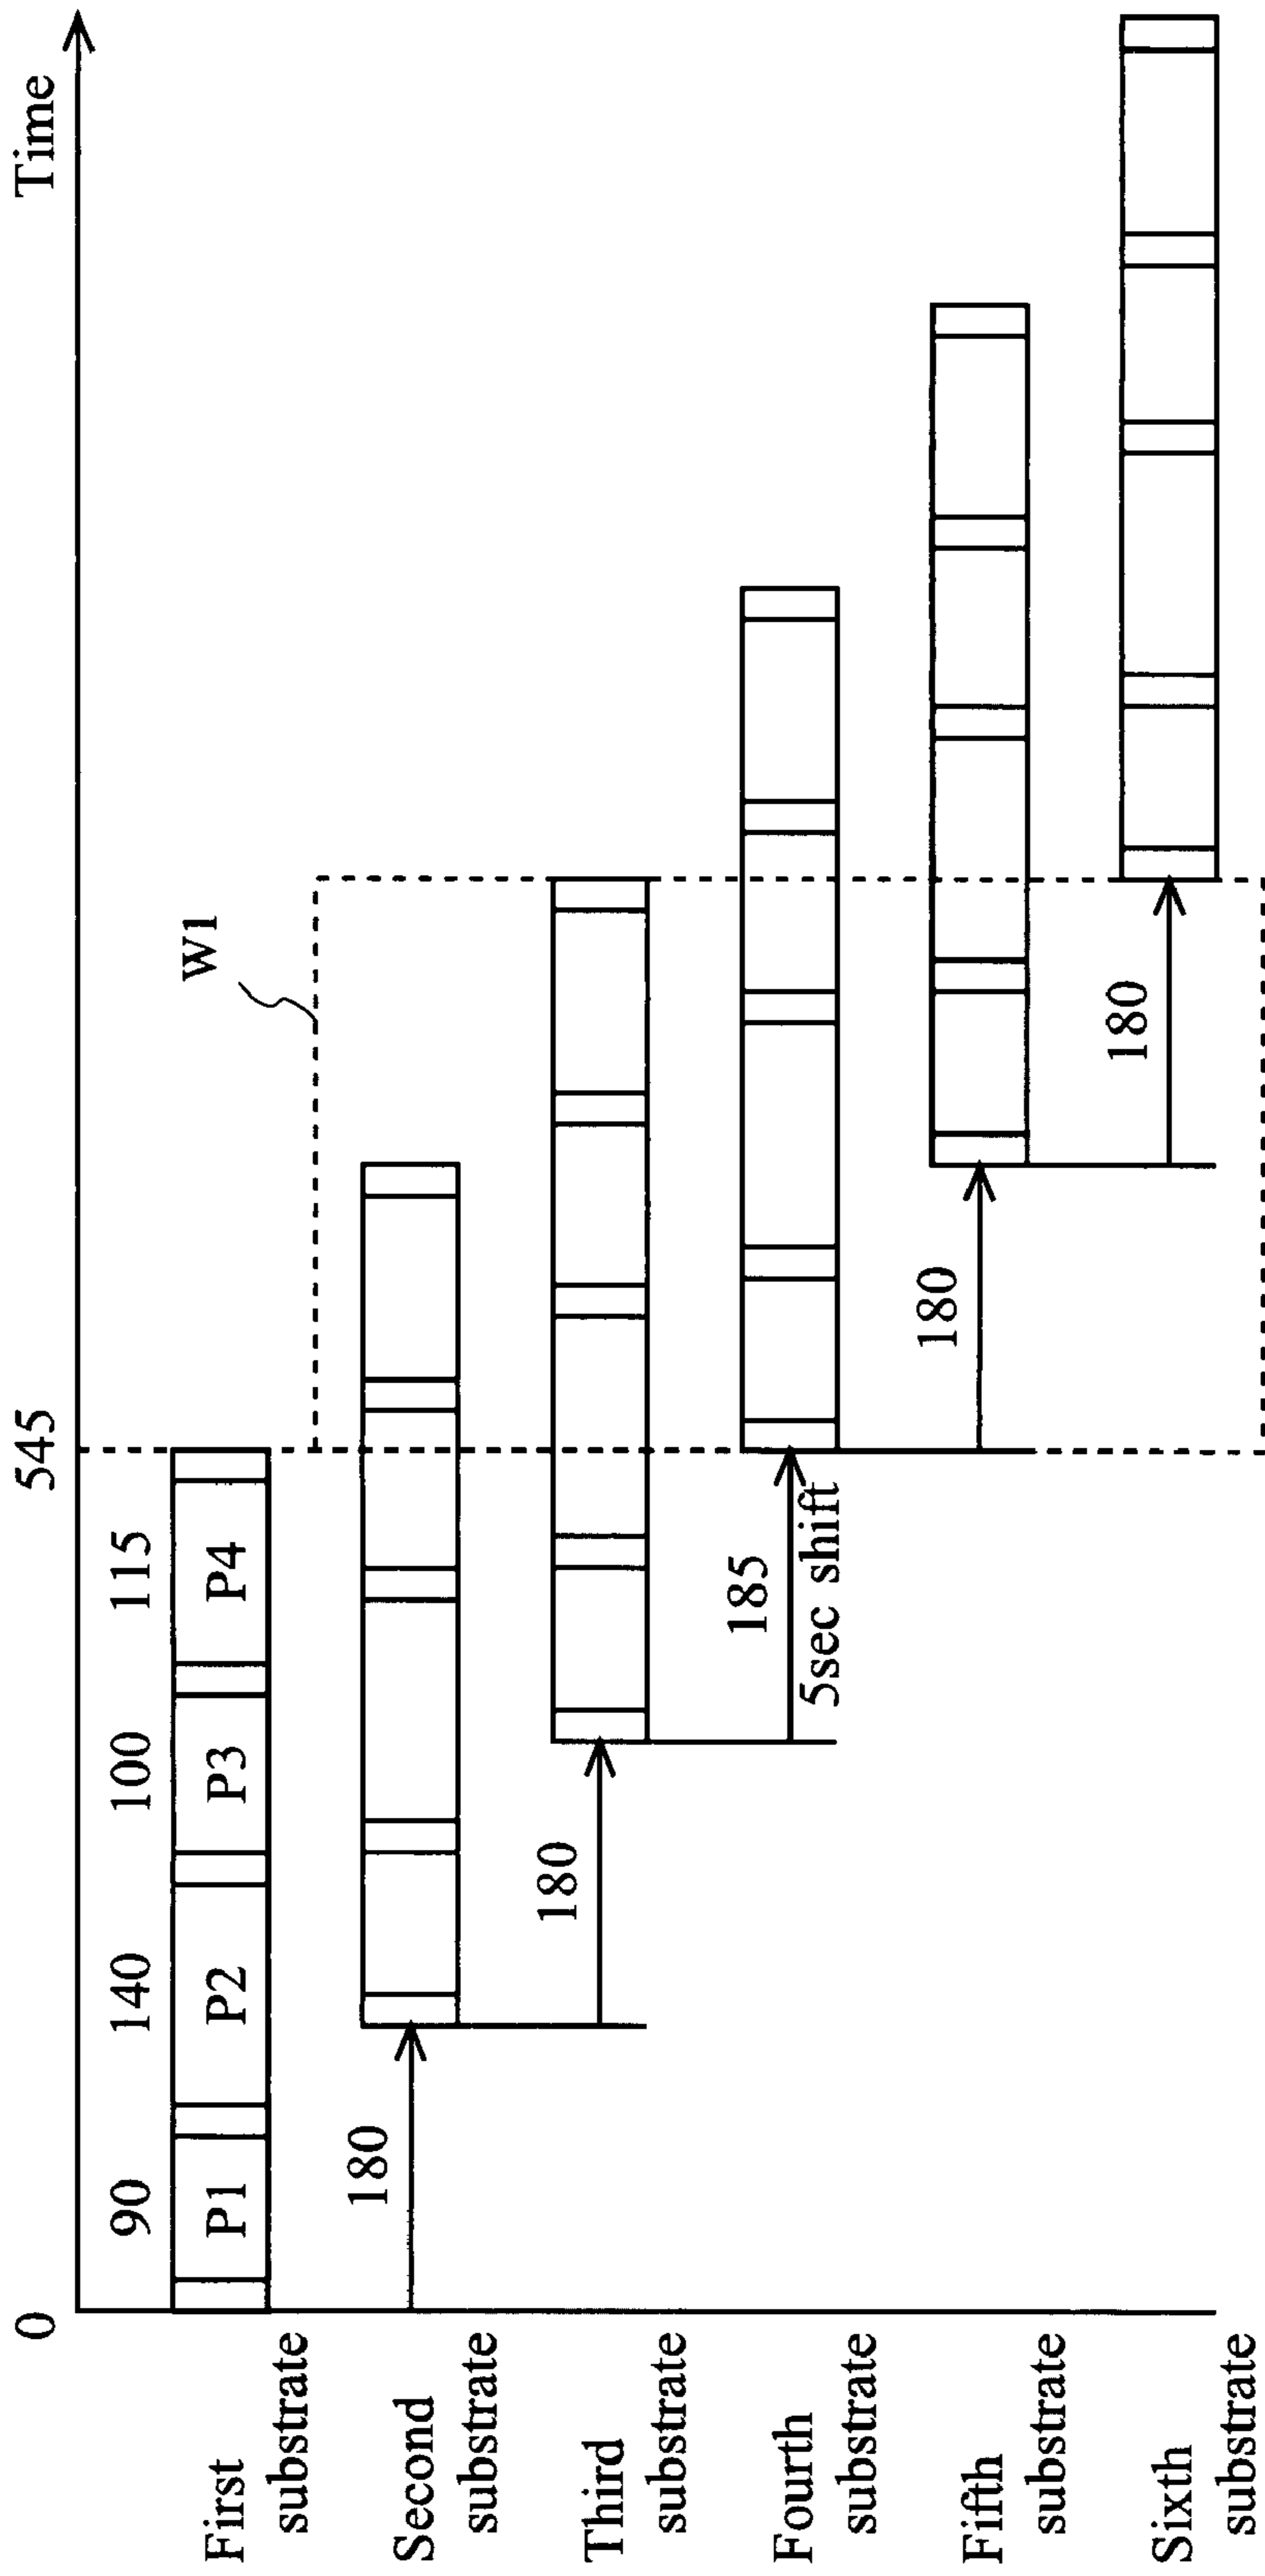 0
545
Time
90
140
100
115
First
substrate
P1
P2
P3
P4
W1
Second
substrate
180
Third
substrate
180
Fourth
substrate
185
5sec shift
Fifth
substrate
180
Sixth
substrate
180